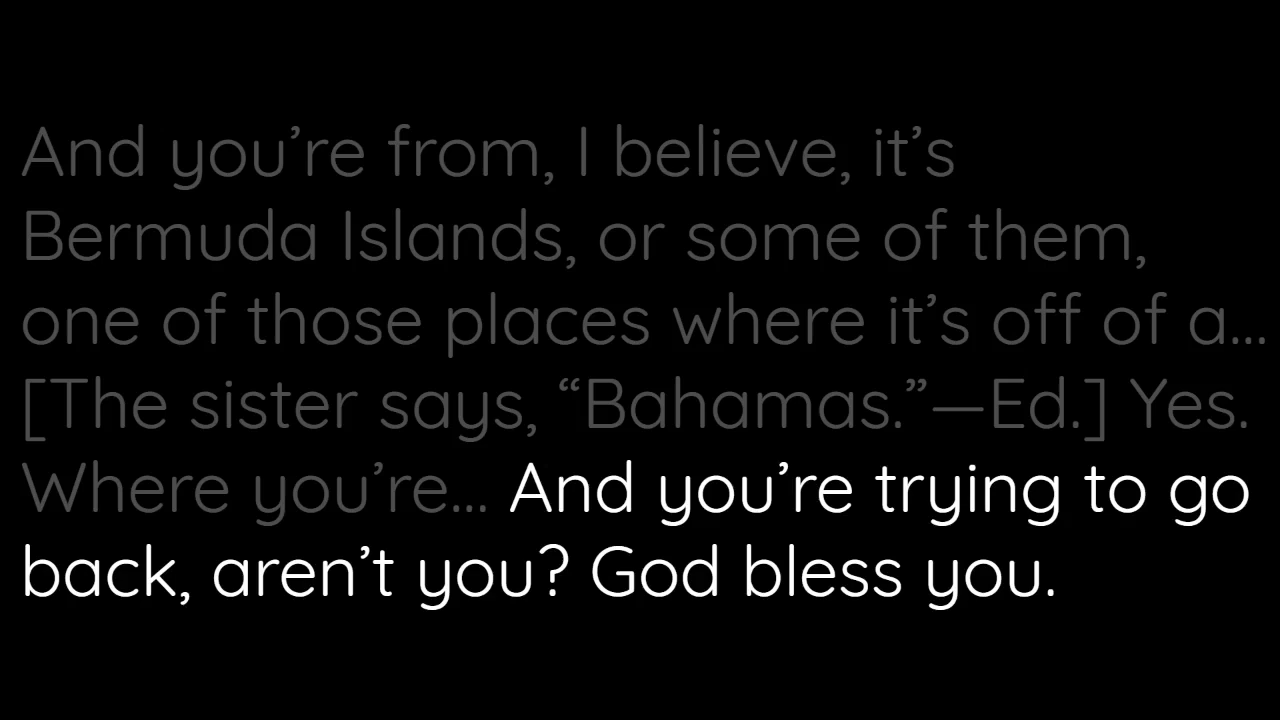 And you’re from, I believe, it’s
Bermuda Islands, or some of them,
one of those places where it’s off of a...
[The sister says, “Bahamas.”—Ed.] Yes.
Where you’re... And you’re trying to go
back, aren’t you? God bless you.